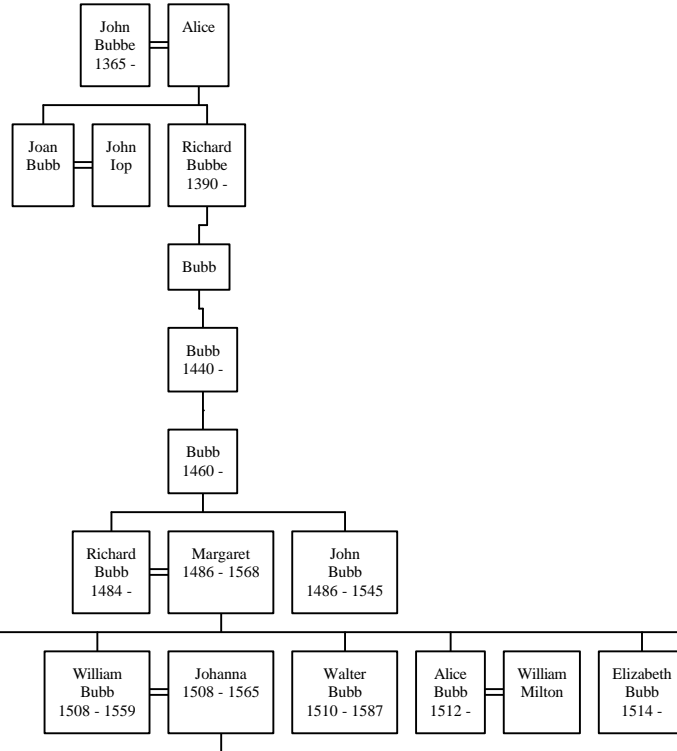 John
Bubbe
1365 -
Alice
Joan
Bubb
John
Iop
Richard
Bubbe
1390 -
Bubb
Bubb
1440 -
Bubb
1460 -
Richard
Bubb
1484 -
Margaret
1486 - 1568
John
Bubb
1486 - 1545
William
Bubb
1508 - 1559
Johanna
1508 - 1565
Walter
Bubb
1510 - 1587
Alice
Bubb
1512 -
William
Milton
Elizabeth
Bubb
1514 -